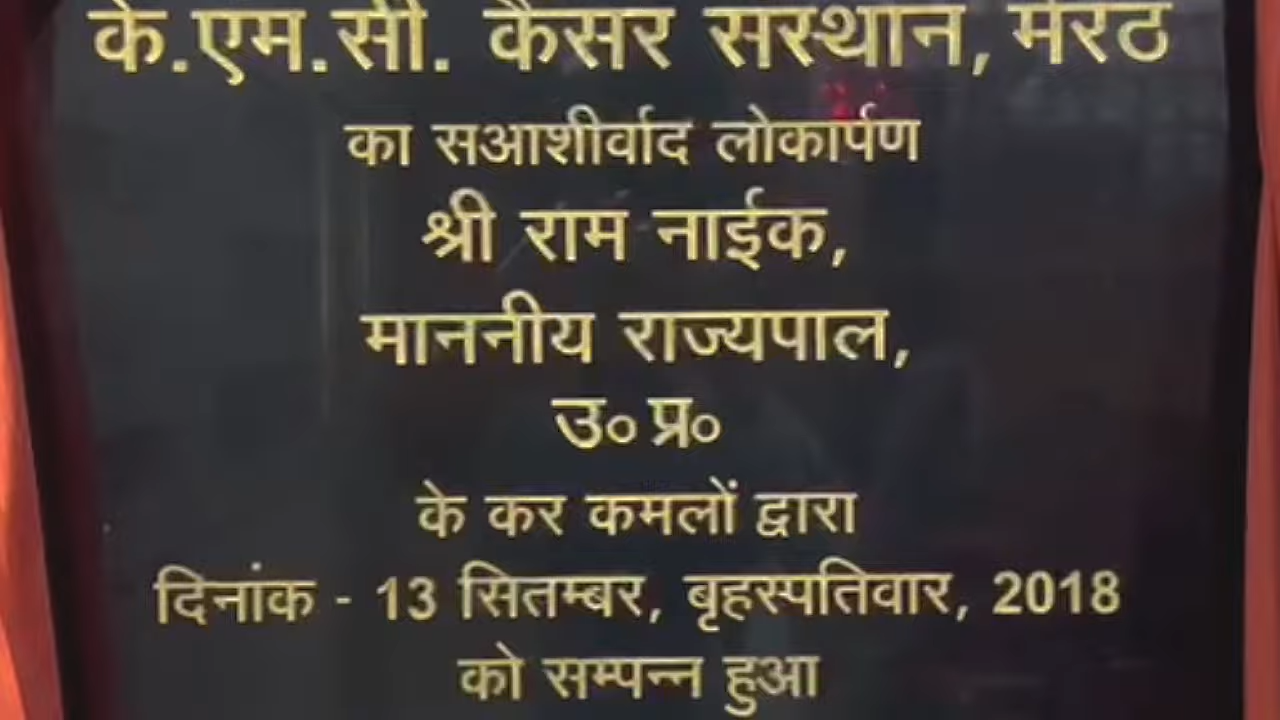 के.एम.सी. कैंसर संस्थान, मेरठ
का सआशीर्वाद लोकार्पण
श्री राम नाईक,
माननीय राज्यपाल,
उ० प्र०
के कर कमलों द्वारा
दिनांक - 13 सितम्बर, बृहस्पतिवार, 2018
को सम्पन्न हुआ